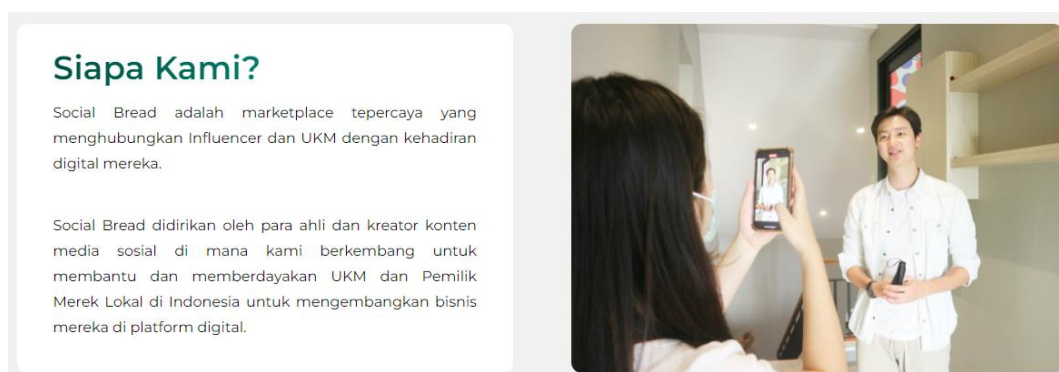 Siapa Kami?
Social Bread adalah marketplace tepercaya yang
menghubungkan Influencer dan UKM dengan kehadiran
digital mereka.
Social Bread didirikan oleh para ahli dan kreator konten
media sosial di mana kami berkembang untuk
membantu dan memberdayakan UKM dan Pemilik
Merek Lokal di Indonesia untuk mengembangkan bisnis
mereka di platform digital.